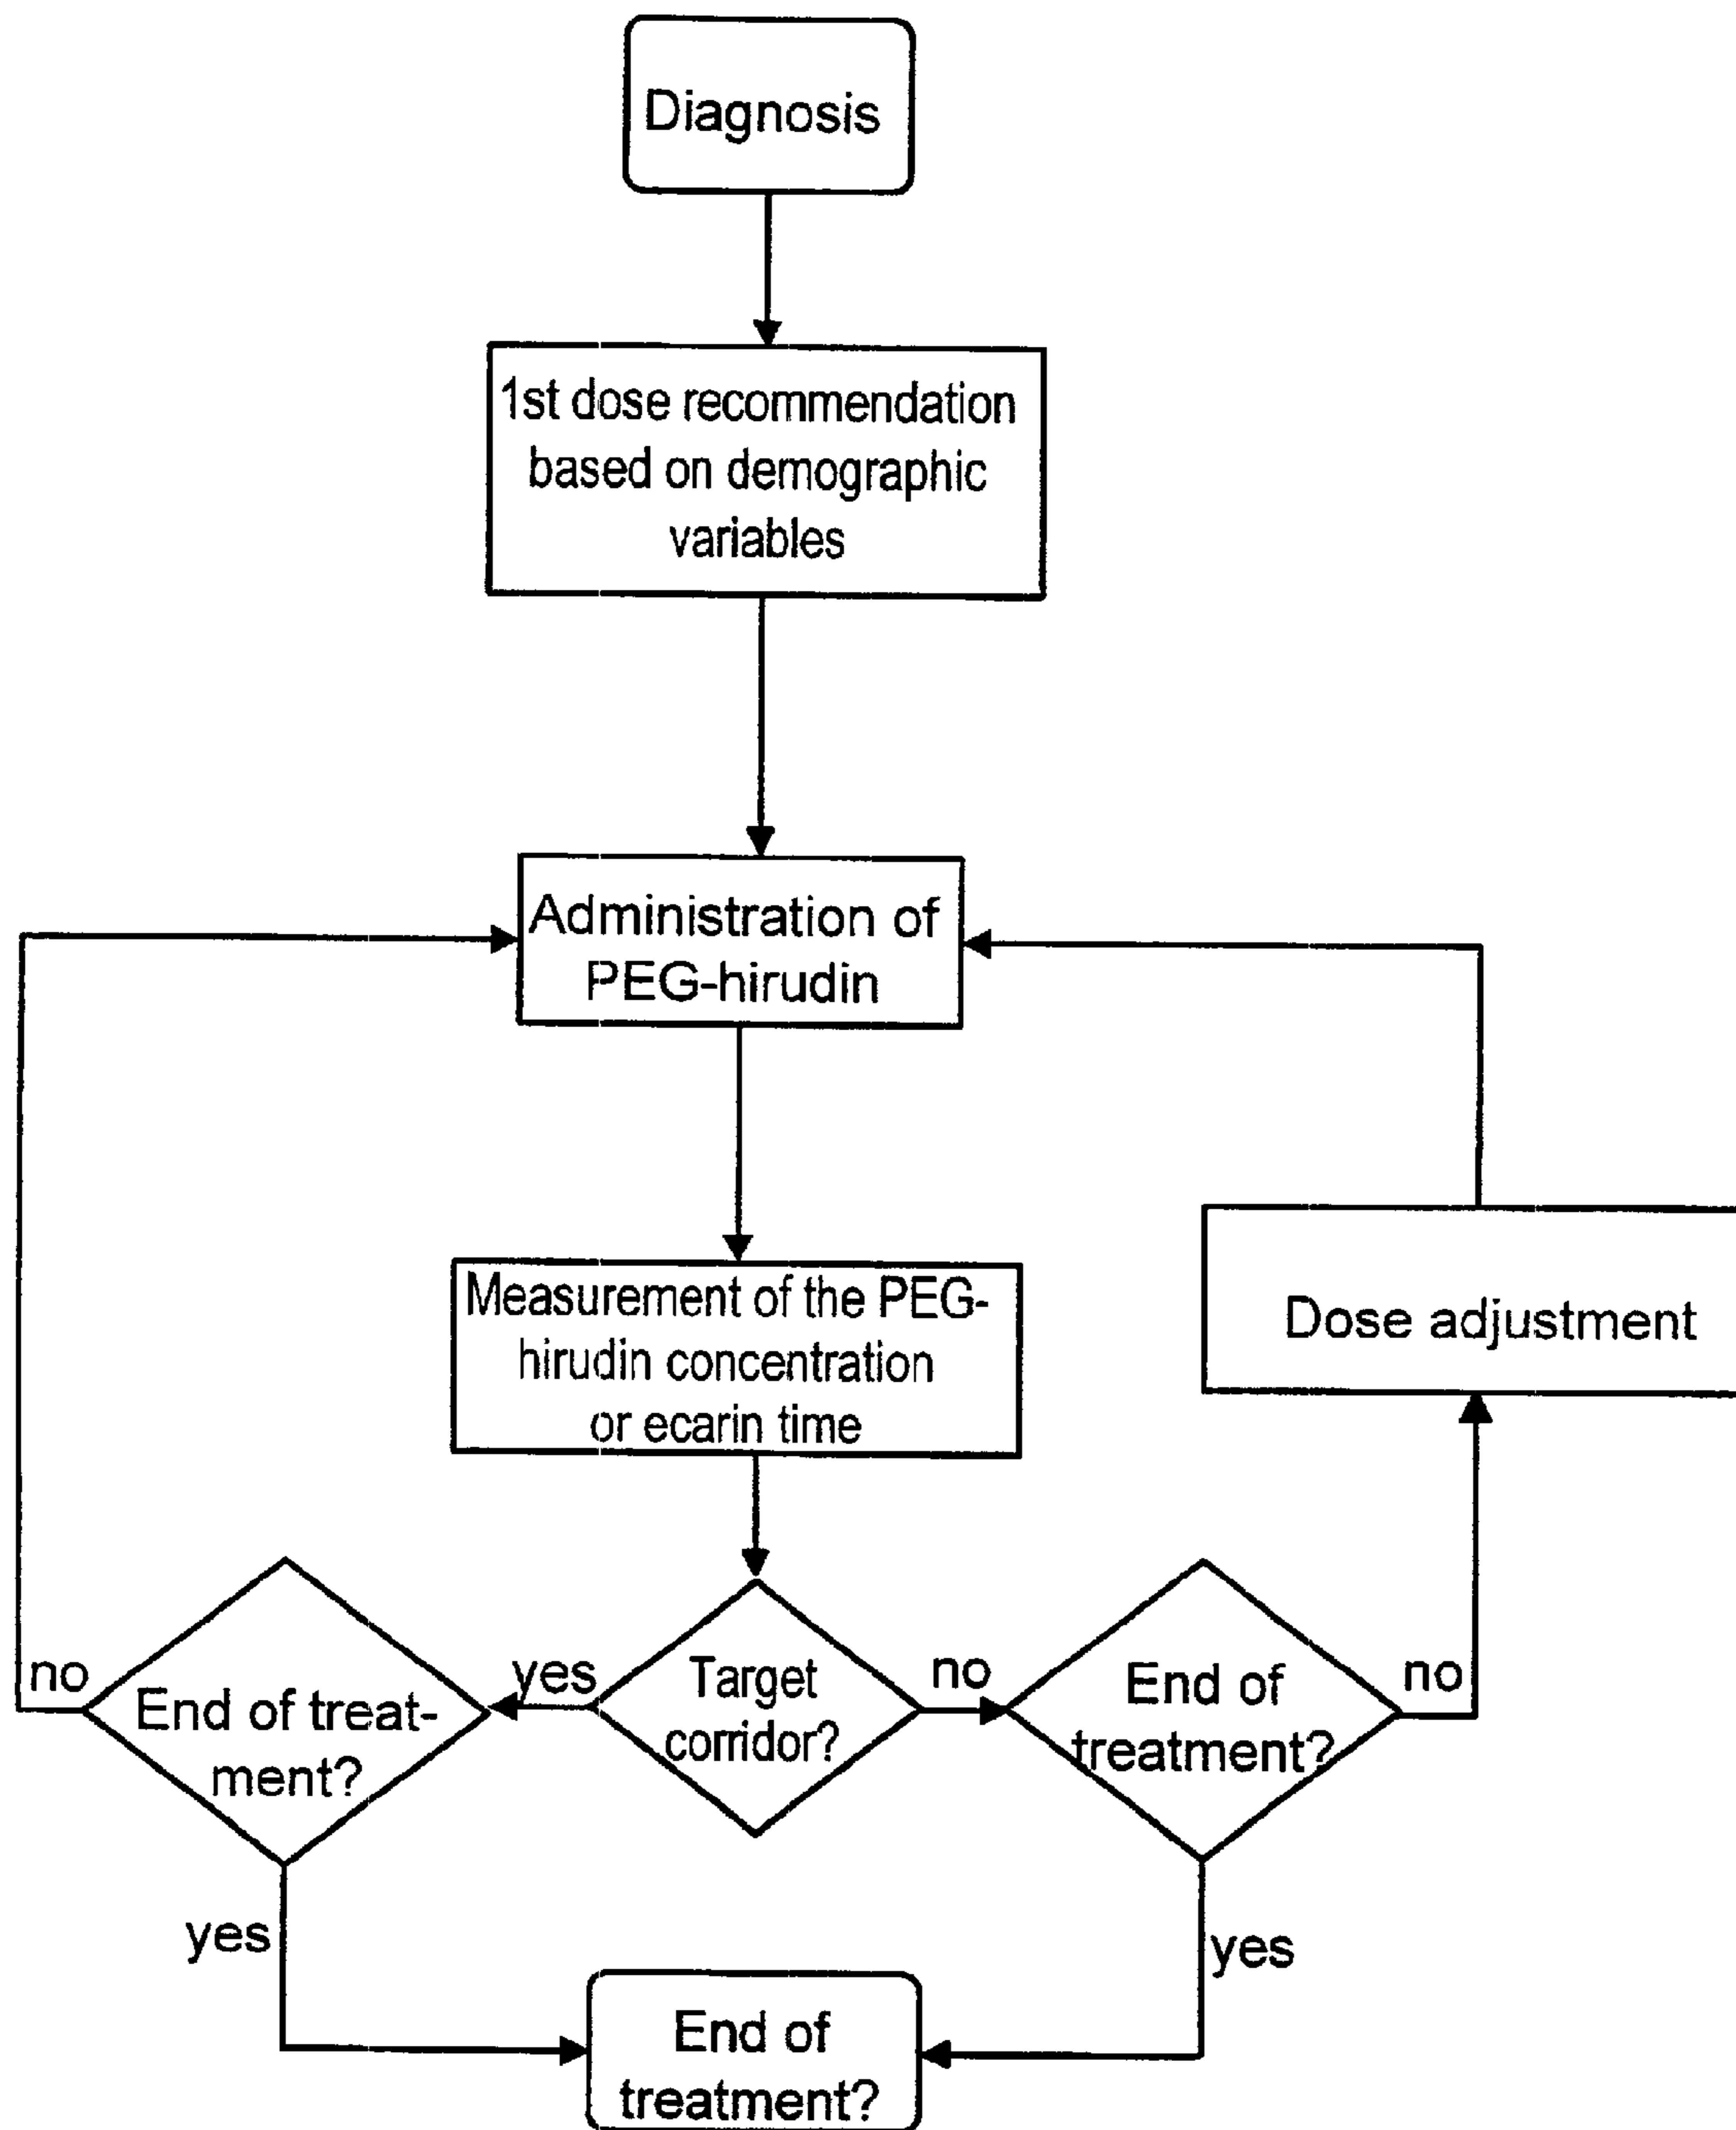 Diagnosis
1st dose recommendation
based on demographic
variables
Administration of
PEG-hirudin
Measurement of the PEG-
hirudin concentration
or ecarin time
Dose adjustment
no
End of treat-
ment?
yes
Target
corridor?
no
End of
treatment?
no
yes
yes
End of
treatment?